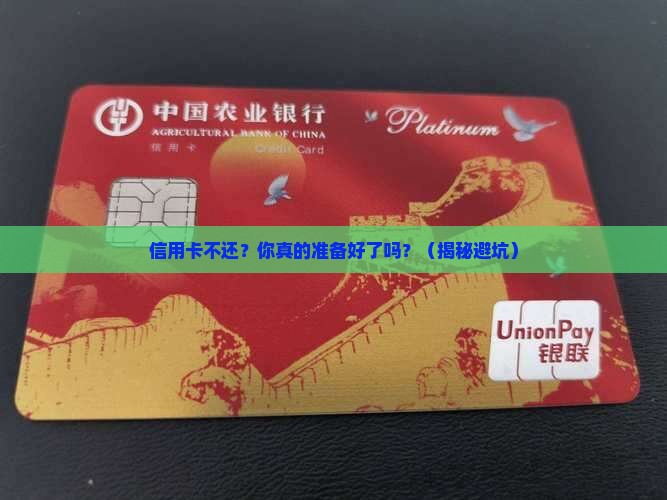 中国农业银行
AGRICULTURAL BANK OF CHINA
信用卡
Credit Card
Platinum
信用卡不还？你真的准备好了吗？（揭秘避坑）
UnionPay
银联